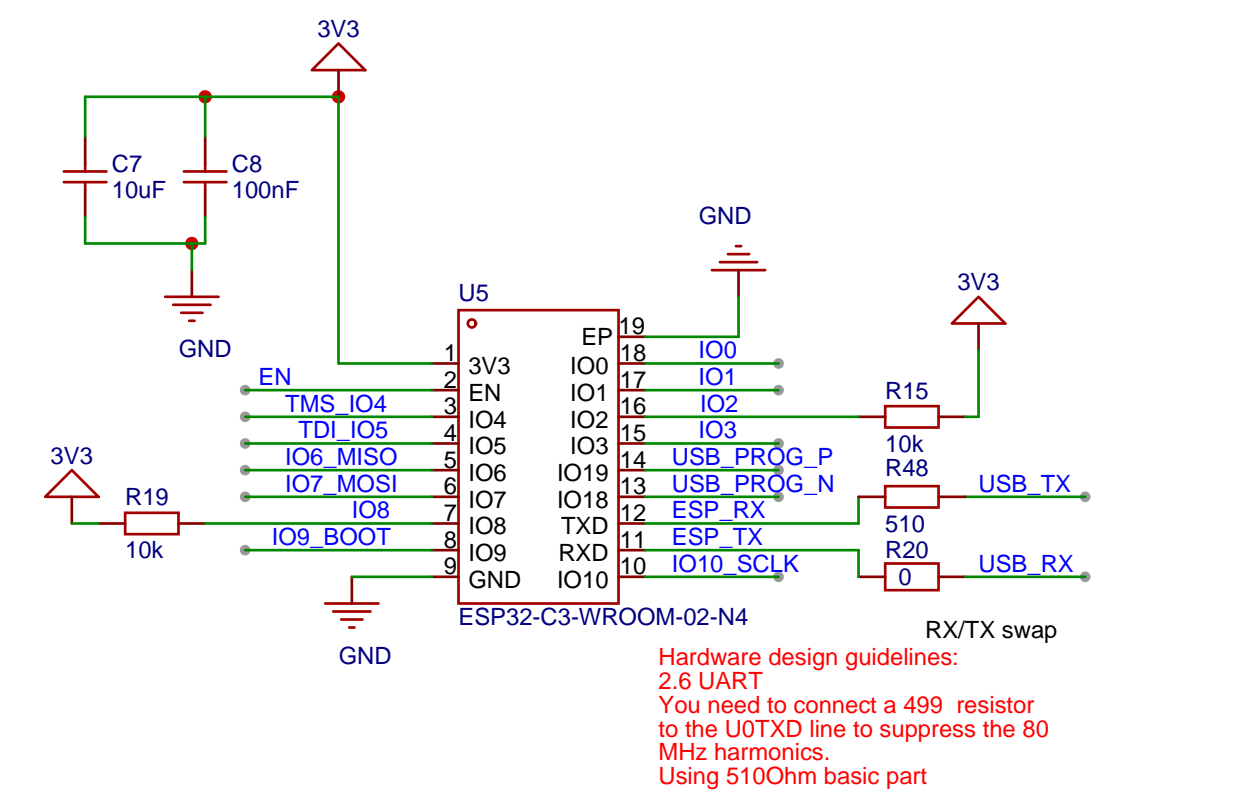 3V3
C7
10uF
C8
100nF
GND
GND
U5
3V3
EP 19
1 3V3
IO0 18 IO0
EN 2 EN
IO1 17 IO1
TMS_IO4 3 IO4
IO2 16 IO2
R15
10k
TDI_IO5 4 IO5
IO3 15 IO3
3V3
IO6_MISO 5 IO6
IO19 14 USB_PROG_P
R48
510
USB_TX
IO7_MOSI 6 IO7
IO18 13 USB_PROG_N
R19
10k
IO8 7 IO8
TXD 12 ESP_RX
IO9_BOOT 8 IO9
RXD 11 ESP_TX
R20
0
USB_RX
9 GND
IO10 10 IO10_SCLK
GND
ESP32-C3-WROOM-02-N4
RX/TX swap
Hardware design guidelines:
2.6 UART
You need to connect a 499  resistor
to the U0TXD line to suppress the 80
MHz harmonics.
Using 510Ohm basic part